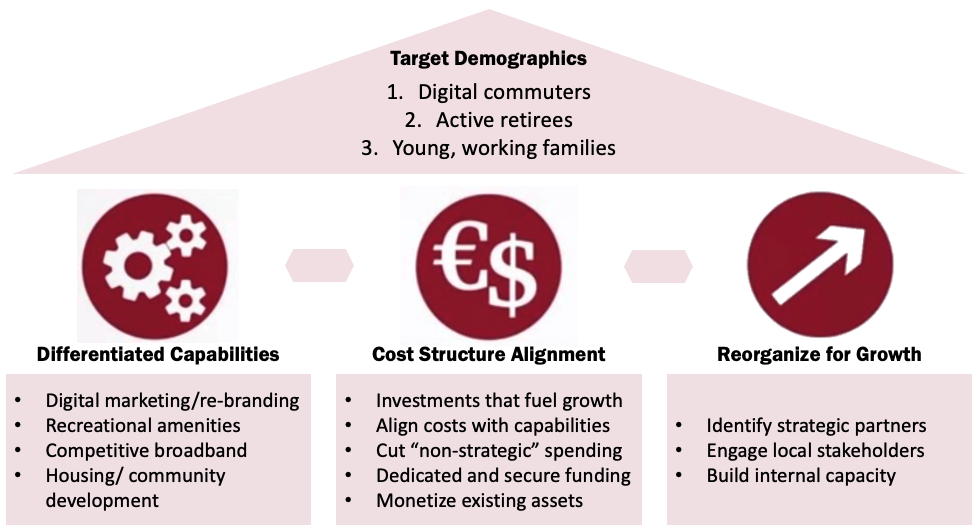 Target Demographics
1. Digital commuters
2. Active retirees
3. Young, working families
€$
Differentiated Capabilities
• Digital marketing/re-branding
• Recreational amenities
• Competitive broadband
• Housing/ community
development
Cost Structure Alignment
• Investments that fuel growth
• Align costs with capabilities
• Cut “non-strategic” spending
• Dedicated and secure funding
• Monetize existing assets
Reorganize for Growth
• Identify strategic partners
• Engage local stakeholders
• Build internal capacity